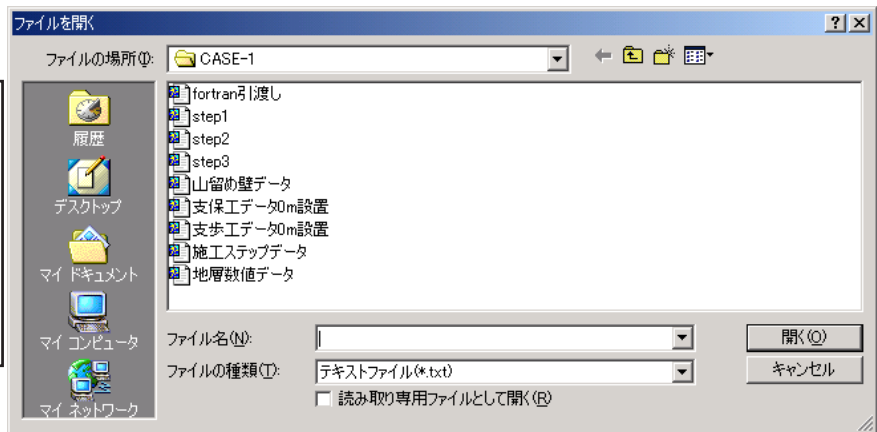 ファイルを開く
ファイルの場所(I):
CASE-1
履歴
デスクトップ
マイ ドキュメント
マイ コンピュータ
マイ ネットワーク
fortran引渡し
step1
step2
step3
山留め壁データ
支保工データ0m設置
支歩工データ0m設置
施工ステップデータ
地層数値データ
ファイル名(N):
開く(O)
ファイルの種類(T):
テキストファイル(*.txt)
キャンセル
読み取り専用ファイルとして開く(R)